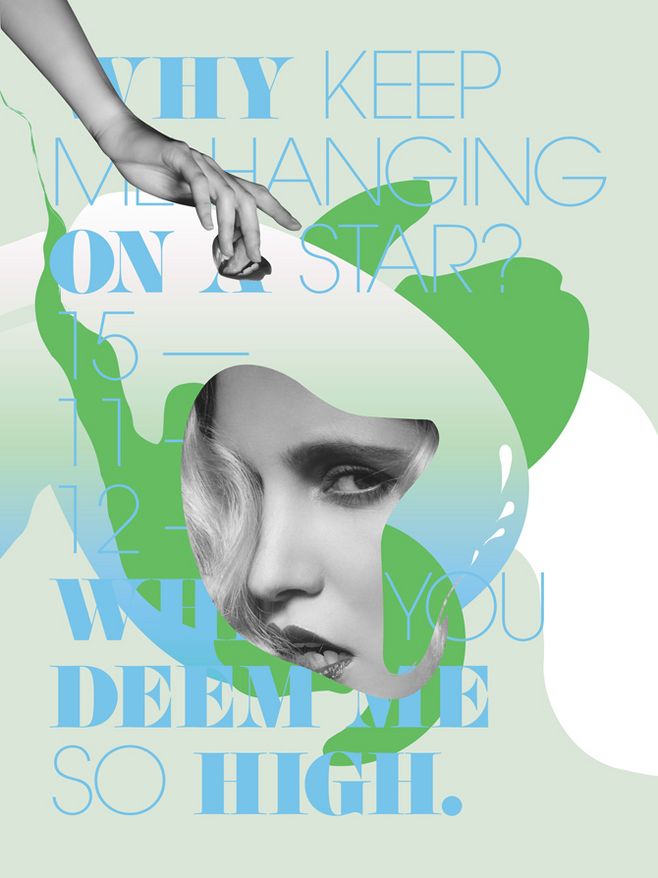 WHY KEEP
ME HANGING
ON A STAR?
15 —
11 -
12 -
YOU
DEEM ME
SO HIGH.